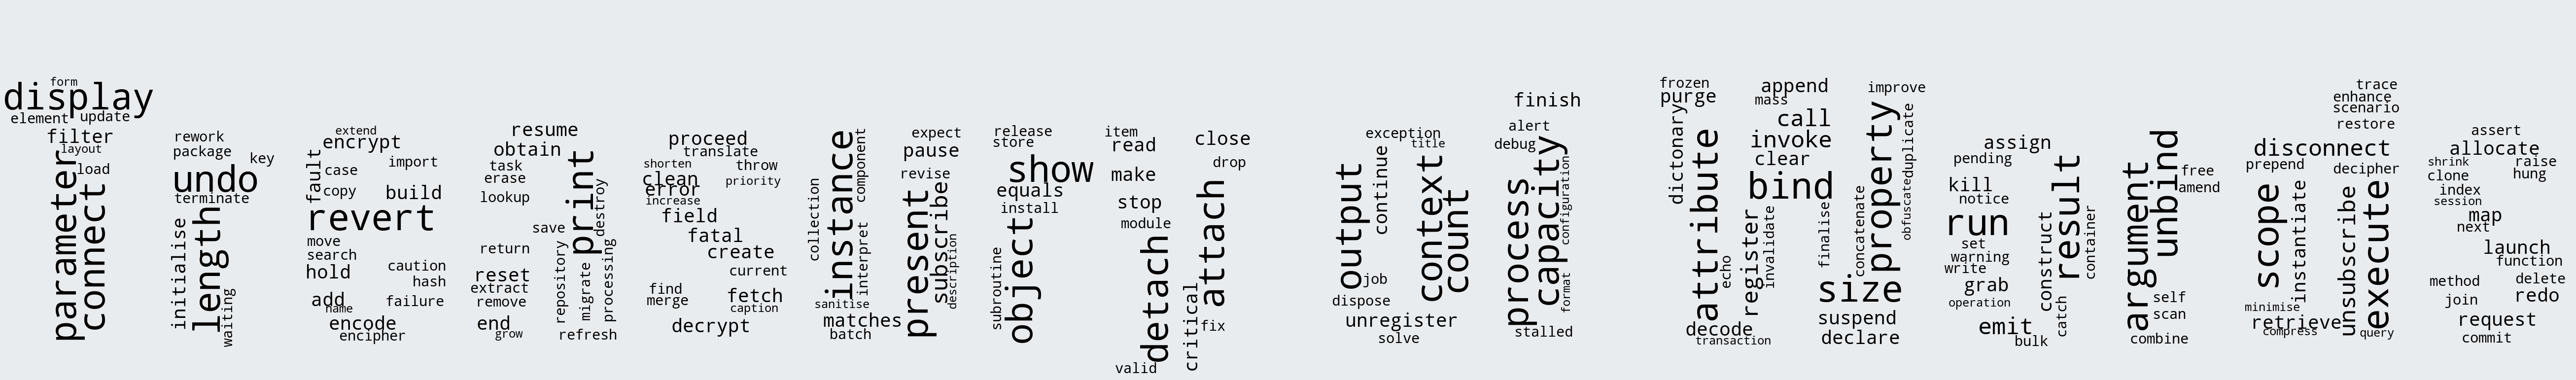 form
display
element
update
filter
layout
load
parameter
connect
rework
package
key
undo
terminate
initialise
length
waiting
extend
encrypt
fault
case
import
copy
build
revert
move
search
hold
caution
hash
add
name
failure
encode
encipher
resume
obtain
task
erase
lookup
print
destroy
save
return
repository
migrate
processing
reset
extract
remove
end
grow
refresh
proceed
translate
shorten
throw
clean
priority
error
increase
field
fatal
create
current
find
merge
fetch
caption
decrypt
instance
component
collection
interpret
sanitise
matches
batch
expect
pause
revise
present
subscribe
description
release
store
show
equals
install
object
subroutine
item
read
make
stop
module
detach
valid
close
drop
attach
critical
fix
exception
title
continue
output
context
count
job
dispose
unregister
solve
finish
alert
debug
process
capacity
configuration
format
stalled
frozen
purge
dictonary
attribute
echo
decode
transaction
append
mass
call
invoke
clear
bind
register
invalidate
improve
duplicate
property
obfuscate
finalise
concatenate
size
suspend
declare
assign
pending
kill
notice
run
set
warning
write
grab
operation
emit
bulk
result
construct
container
catch
unbind
argument
free
amend
self
scan
combine
trace
enhance
scenario
restore
disconnect
prepend
decipher
scope
instantiate
unsubscribe
execute
minimise
retrieve
compress
query
assert
allocate
shrink
raise
clone
hung
index
session
map
next
launch
function
method
delete
join
redo
request
commit